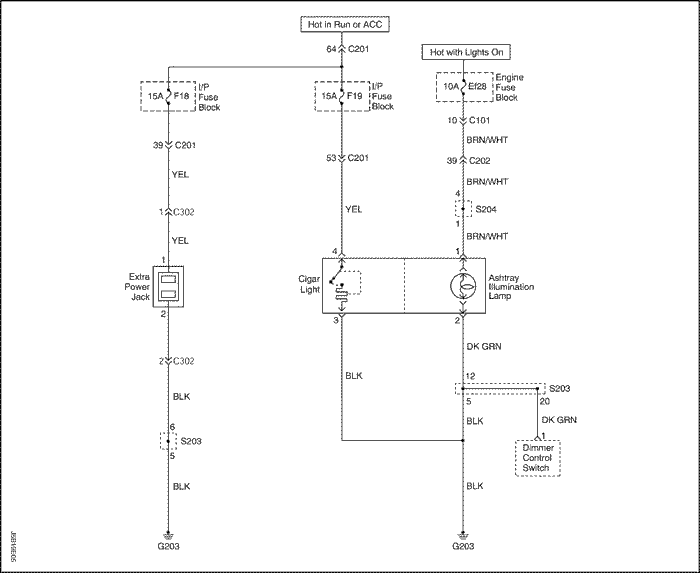 Hot in Run or ACC
64 C201
Hot with Lights On
15A F18
I/P
Fuse
Block
15A F19
I/P
Fuse
Block
10A Ef28
Engine
Fuse
Block
10 C101
BRN/WHT
39 C201
53 C201
39 C202
YEL
BRN/WHT
4
S204
1 C302
YEL
1
YEL
BRN/WHT
1
4
1
Extra
Power
Jack
Cigar
Light
Ashtray
Illumination
Lamp
2
3
2
DK GRN
2 C302
BLK
12
S203
BLK
5
20
BLK
DK GRN
6
S203
5
1
Dimmer
Control
Switch
BLK
BLK
G203
G203